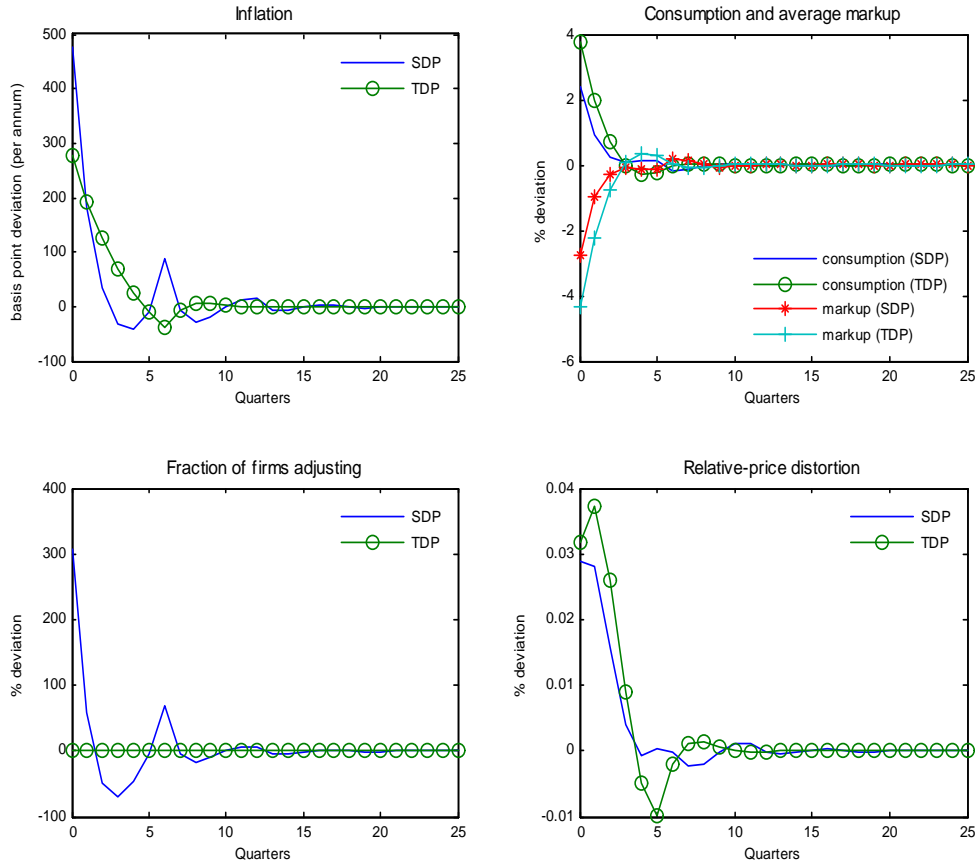 Inflation
500
400
300
200
100
0
-100
basis point deviation (per annum)
SDP
TDP
0 5 10 15 20 25
Quarters
Consumption and average markup
4
2
0
-2
-4
-6
% deviation
consumption (SDP)
consumption (TDP)
markup (SDP)
markup (TDP)
0 5 10 15 20 25
Quarters
Fraction of firms adjusting
400
300
200
100
0
-100
% deviation
SDP
TDP
0 5 10 15 20 25
Quarters
Relative-price distortion
0.04
0.03
0.02
0.01
0
-0.01
% deviation
SDP
TDP
0 5 10 15 20 25
Quarters